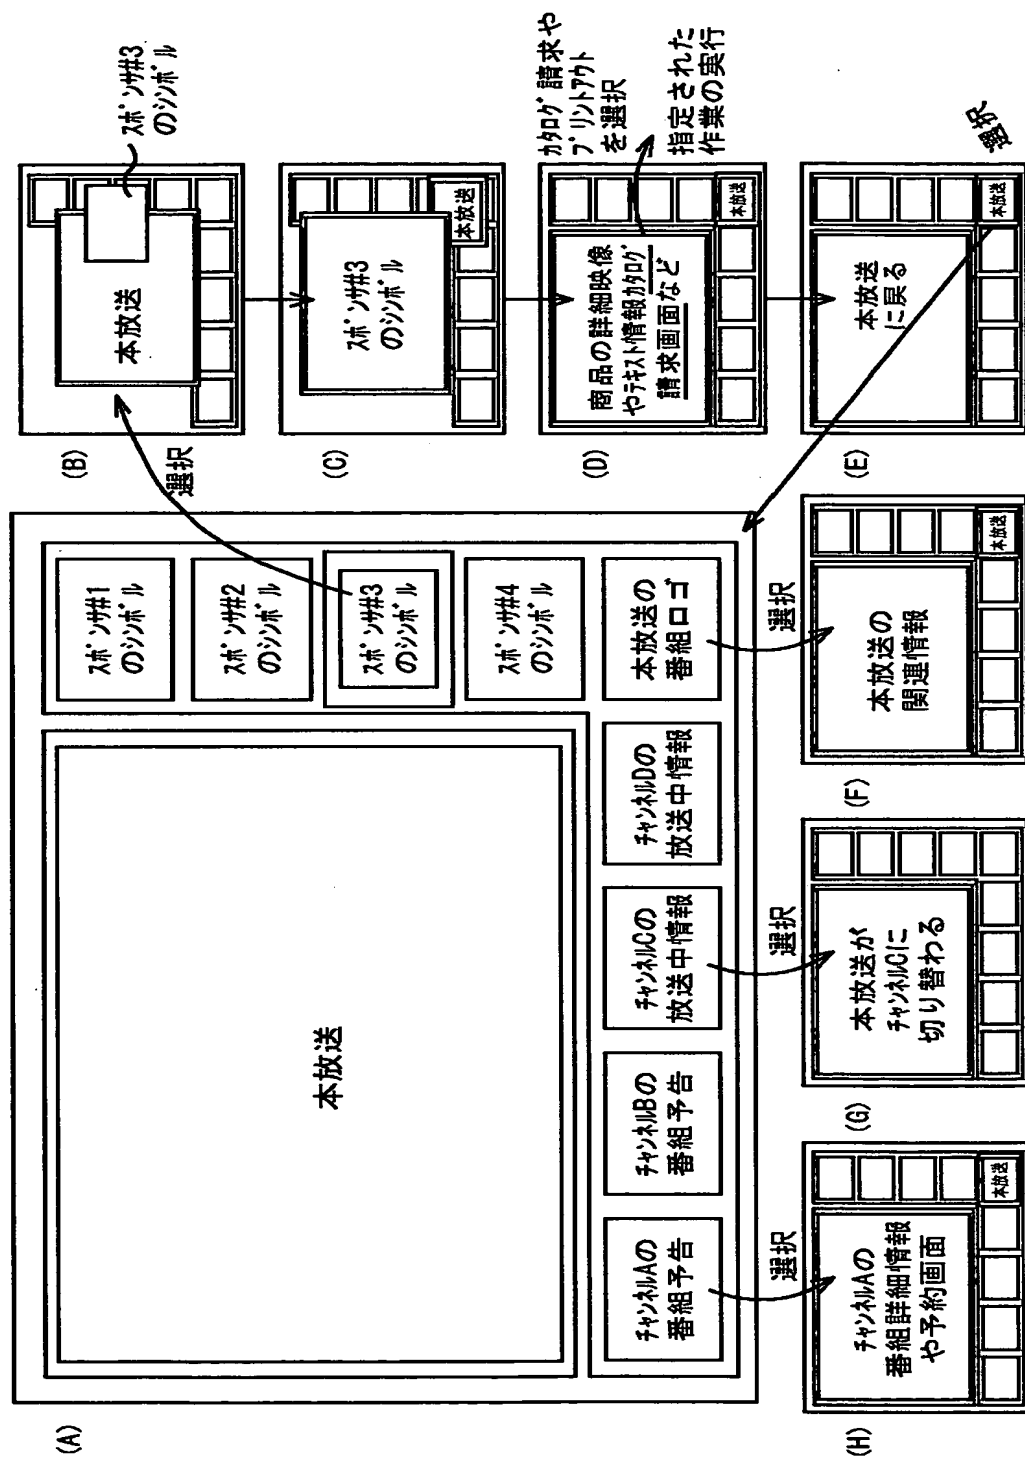 (A)
本放送
スポンサ#1
のシンボル
スポンサ#2
のシンボル
スポンサ#3
のシンボル
スポンサ#4
のシンボル
本放送の
番組ロゴ
チャンネルDの
放送中情報
チャンネルCの
放送中情報
チャンネルBの
番組予告
チャンネルAの
番組予告
選択
(B)
本放送
スポンサ#3
のシンボル
(C)
スポンサ#3
のシンボル
本放送
(D)
商品の詳細映像
やテキスト情報カタログ
請求画面など
本放送
カタログ請求や
プリントアウト
を選択
指定された
作業の実行
(E)
本放送
に戻る
本放送
選択
選択
(F)
本放送の
関連情報
本放送
選択
(G)
本放送が
チャンネルCに
切り替わる
選択
(H)
チャンネルAの
番組詳細情報
や予約画面
本放送